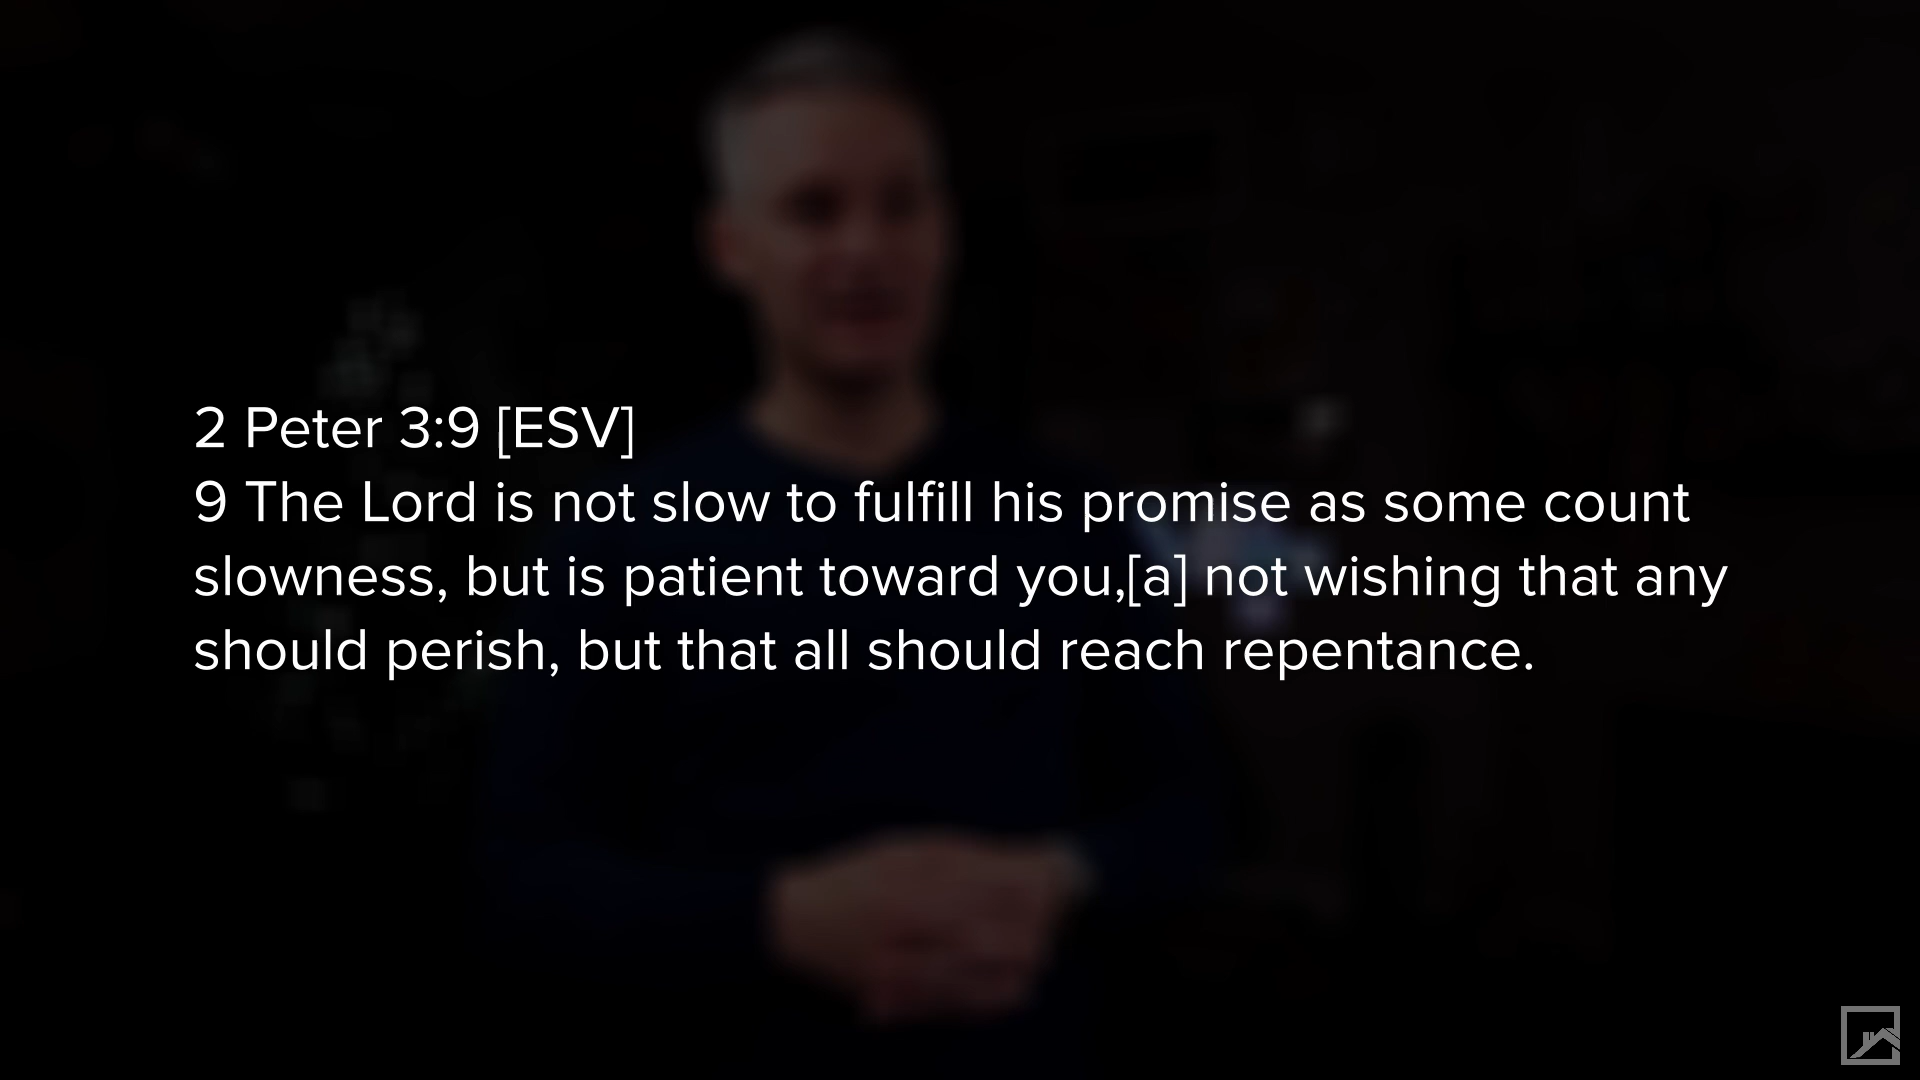 2 Peter 3:9 [ESV]
9 The Lord is not slow to fulfill his promise as some count
slowness, but is patient toward you,[a] not wishing that any
should perish, but that all should reach repentance.